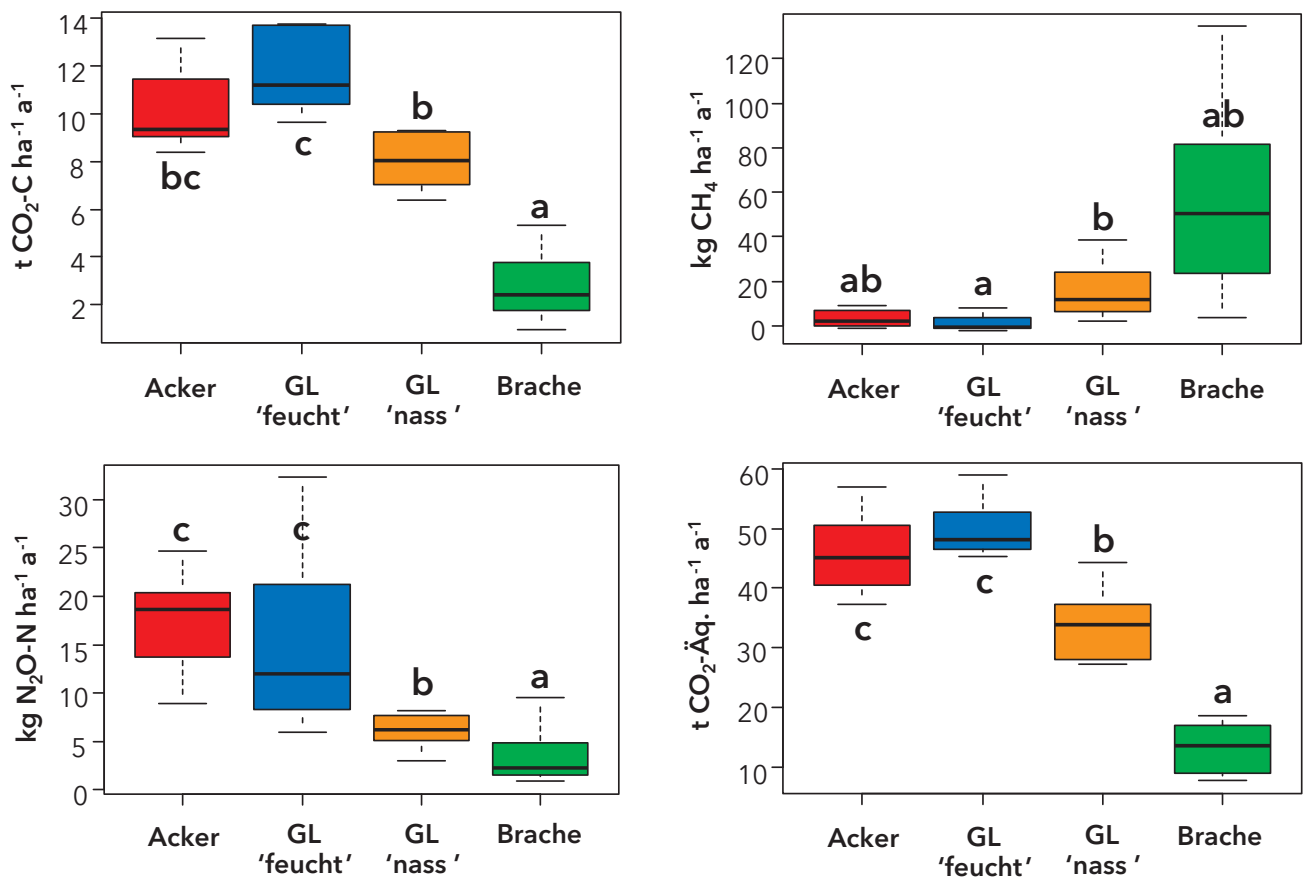 t CO₂-C ha⁻¹ a⁻¹
14
12
10
8
6
4
2
bc
c
b
a
Acker
GL
'feucht'
GL
'nass '
Brache
kg CH₄ ha⁻¹ a⁻¹
120
100
80
60
40
20
0
ab
a
b
ab
Acker
GL
'feucht'
GL
'nass '
Brache
kg N₂O-N ha⁻¹ a⁻¹
30
25
20
15
10
5
0
c
c
b
a
Acker
GL
'feucht'
GL
'nass '
Brache
t CO₂-Äq. ha⁻¹ a⁻¹
60
50
40
30
20
10
c
c
b
a
Acker
GL
'feucht'
GL
'nass '
Brache